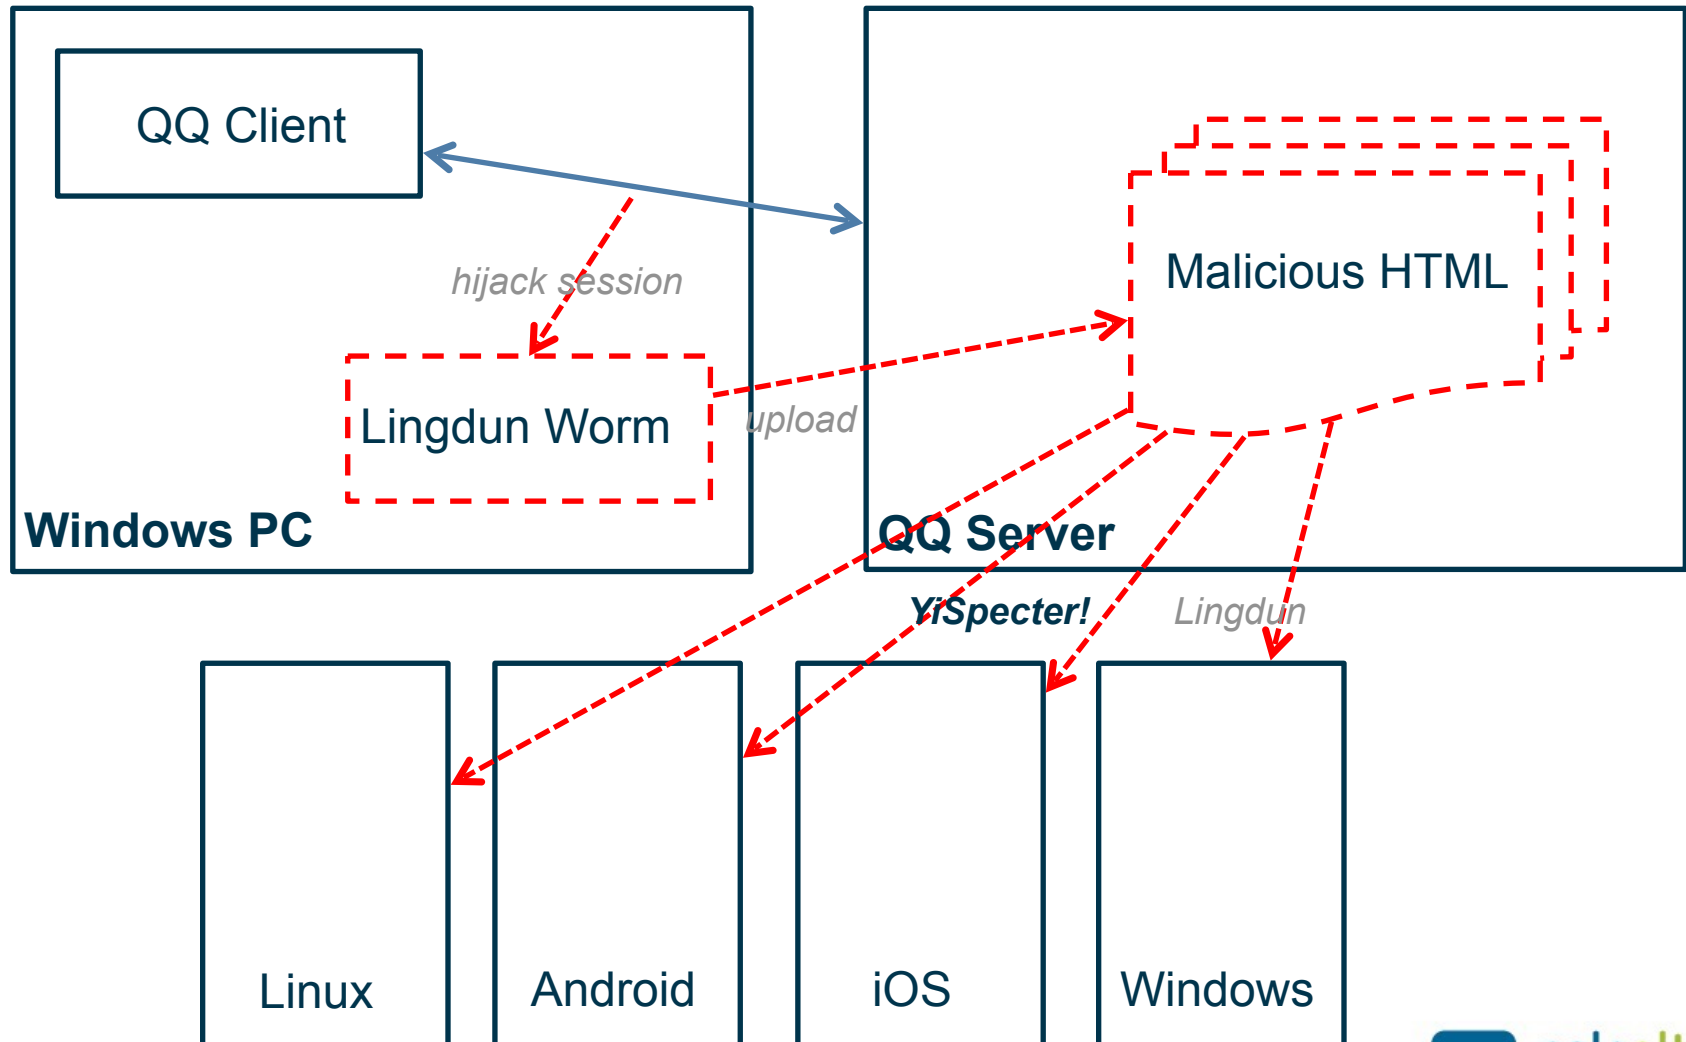 QQ Client
hijack session
Malicious HTML
Lingdun Worm
upload
Windows PC
QQ Server
YiSpecter!
Lingdun
Linux
Android
iOS
Windows